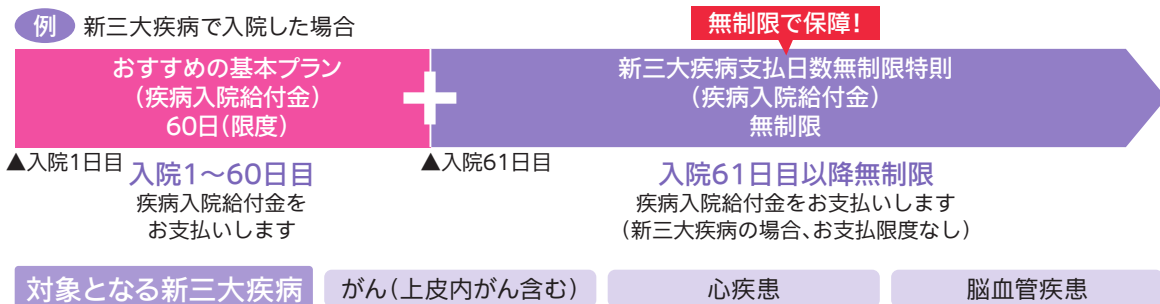 例 新三大疾病で入院した場合
無制限で保障!
おすすめの基本プラン
(疾病入院給付金)
60日(限度)
+
新三大疾病支払日数無制限特則
(疾病入院給付金)
無制限
▲入院1日目
入院1～60日目
疾病入院給付金を
お支払いします
▲入院61日目
入院61日目以降無制限
疾病入院給付金をお支払いします
(新三大疾病の場合、お支払限度なし)
対象となる新三大疾病
がん(上皮内がん含む)
心疾患
脳血管疾患